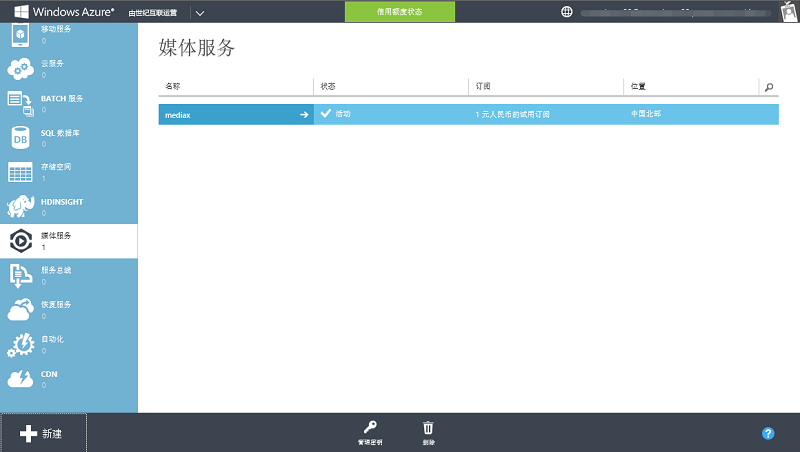 Windows Azure® 由世纪互联运营
信用额度状态
移动服务
0
云服务
0
BATCH 服务
0
SQL 数据库
0
DB
存储空间
1
HDINSIGHT
0
媒体服务
1
服务总线
0
恢复服务
0
自动化
0
CDN
0
媒体服务
名称 状态 订阅 位置
mediax 活动 1 元人民币的试用订阅 中国北部
新建
管理密钥
删除
?